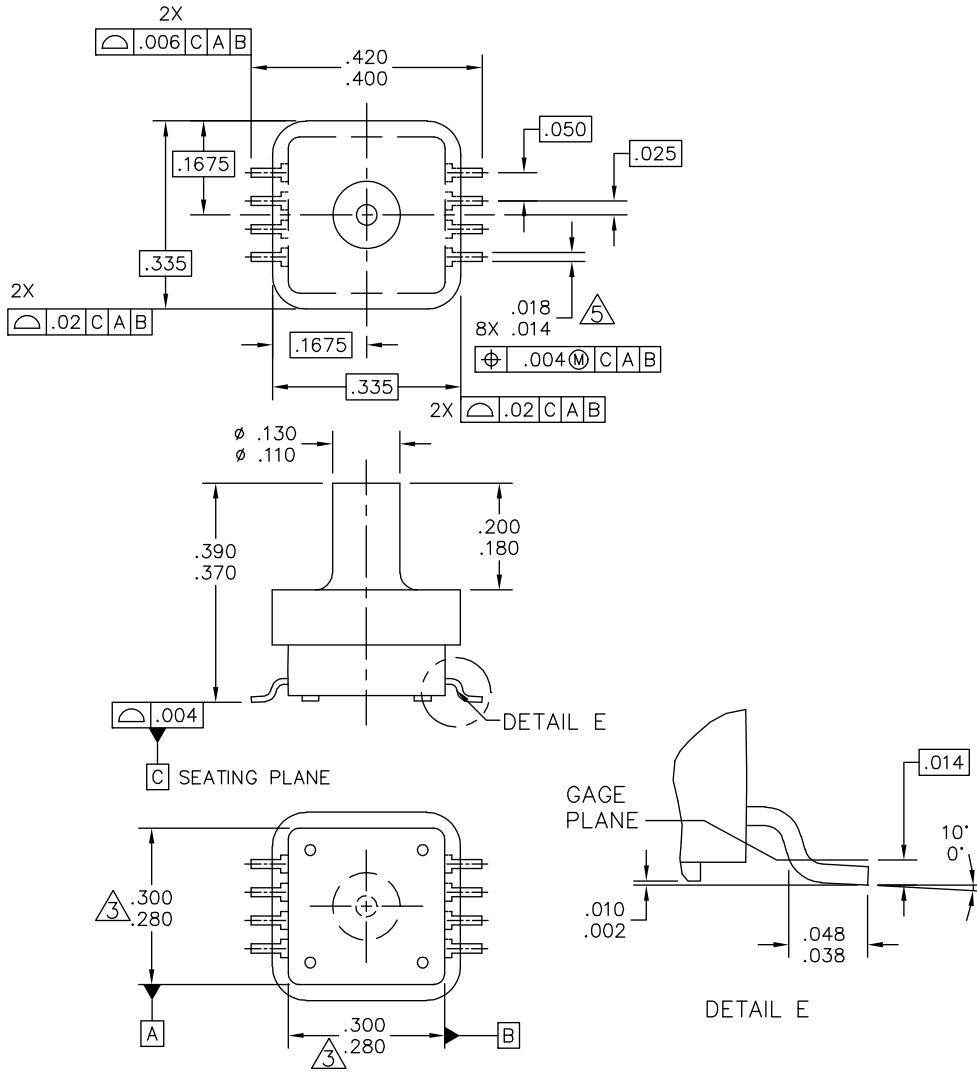 2X
⌓ .006 C A B
.420
.400
.050
.025
.1675
.335
2X
⌓ .02 C A B
.018
8X .014
5
⌖ .004 Ⓜ C A B
.1675
.335
2X ⌓ .02 C A B
ø .130
ø .110
.390
.370
.200
.180
⌓ .004
C SEATING PLANE
DETAIL E
GAGE
PLANE
.014
10°
0°
.010
.002
.048
.038
DETAIL E
3 .300
.280
A
.300
3 .280
B